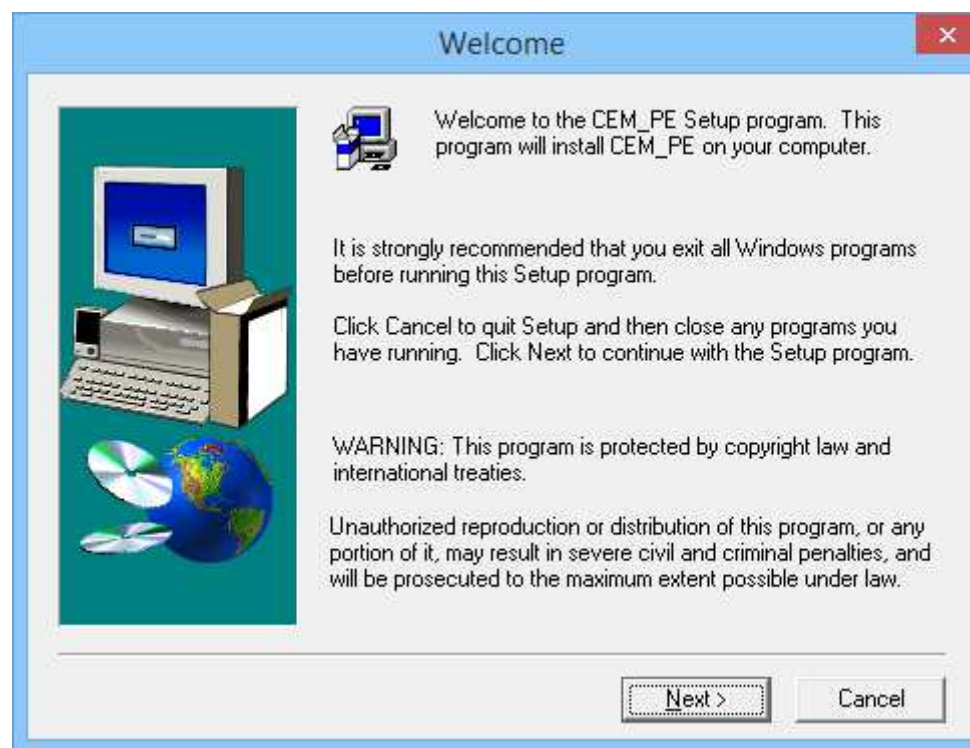 Welcome
Welcome to the CEM_PE Setup program. This
program will install CEM_PE on your computer.
It is strongly recommended that you exit all Windows programs
before running this Setup program.
Click Cancel to quit Setup and then close any programs you
have running. Click Next to continue with the Setup program.
WARNING: This program is protected by copyright law and
international treaties.
Unauthorized reproduction or distribution of this program, or any
portion of it, may result in severe civil and criminal penalties, and
will be prosecuted to the maximum extent possible under law.
Next >
Cancel